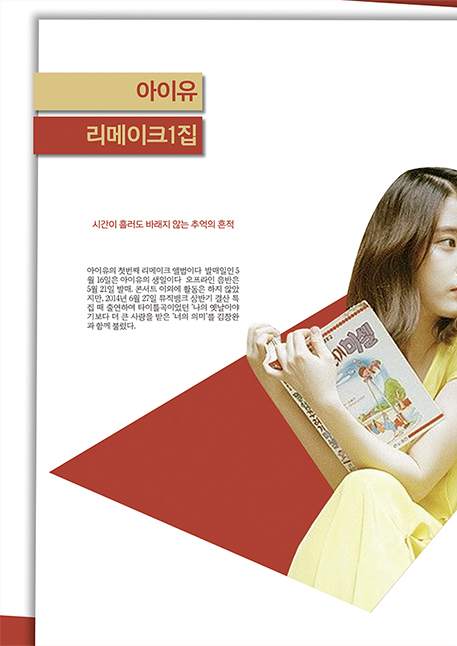 아이유
리메이크1집
시간이 흘러도 바래지 않는 추억의 흔적
아이유의 첫번째 리메이크 앨범이다 발매일인 5
월 16일은 아이유의 생일이다 오프라인 음반은
5월 21일 발매. 콘서트 이외에 활동은 하지 않았
지만, 2014년 6월 27일 뮤직뱅크 상반기 결산 특
집 때 출연하여 타이틀곡이었던 '나의 옛날이야
기'보다 더 큰 사랑을 받은 '너의 의미'를 김창완
과 함께 불렀다.
미셸